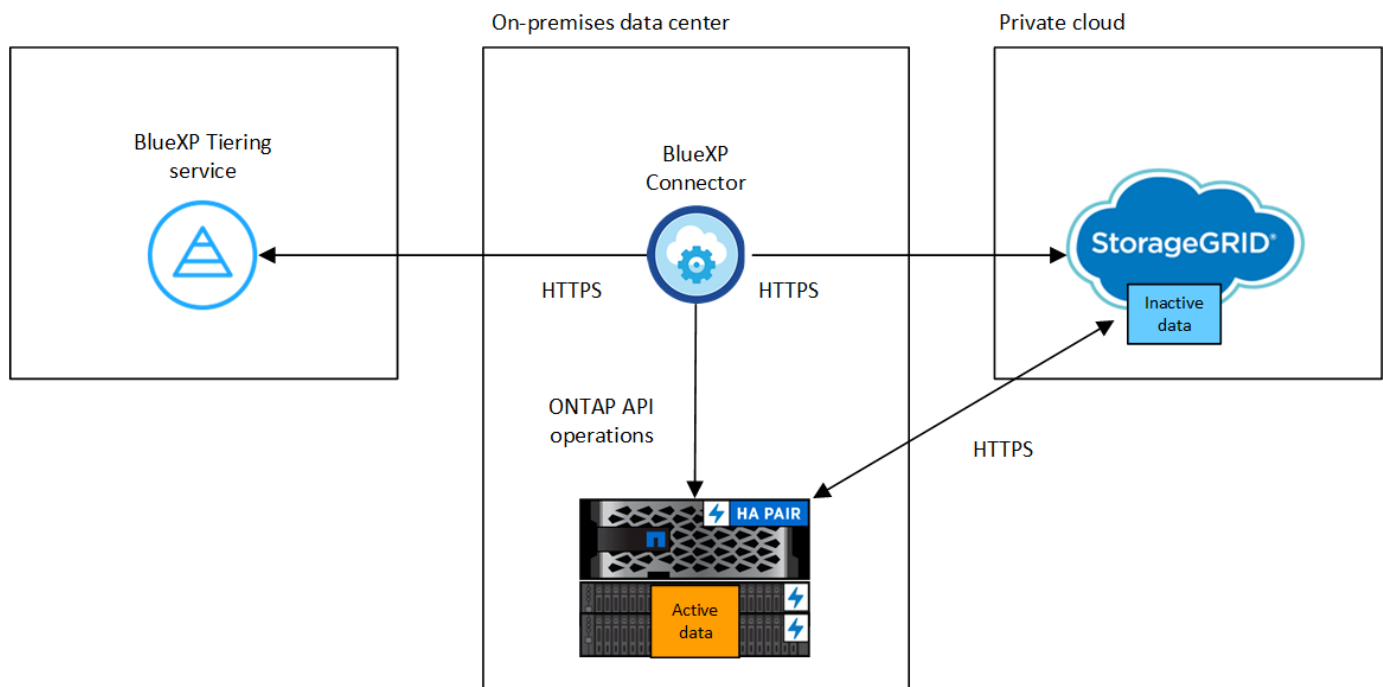 On-premises data center
Private cloud
BlueXP Tiering
service
BlueXP
Connector
StorageGRID®
Inactive
data
HTTPS
HTTPS
ONTAP API
operations
HTTPS
HA PAIR
Active
data